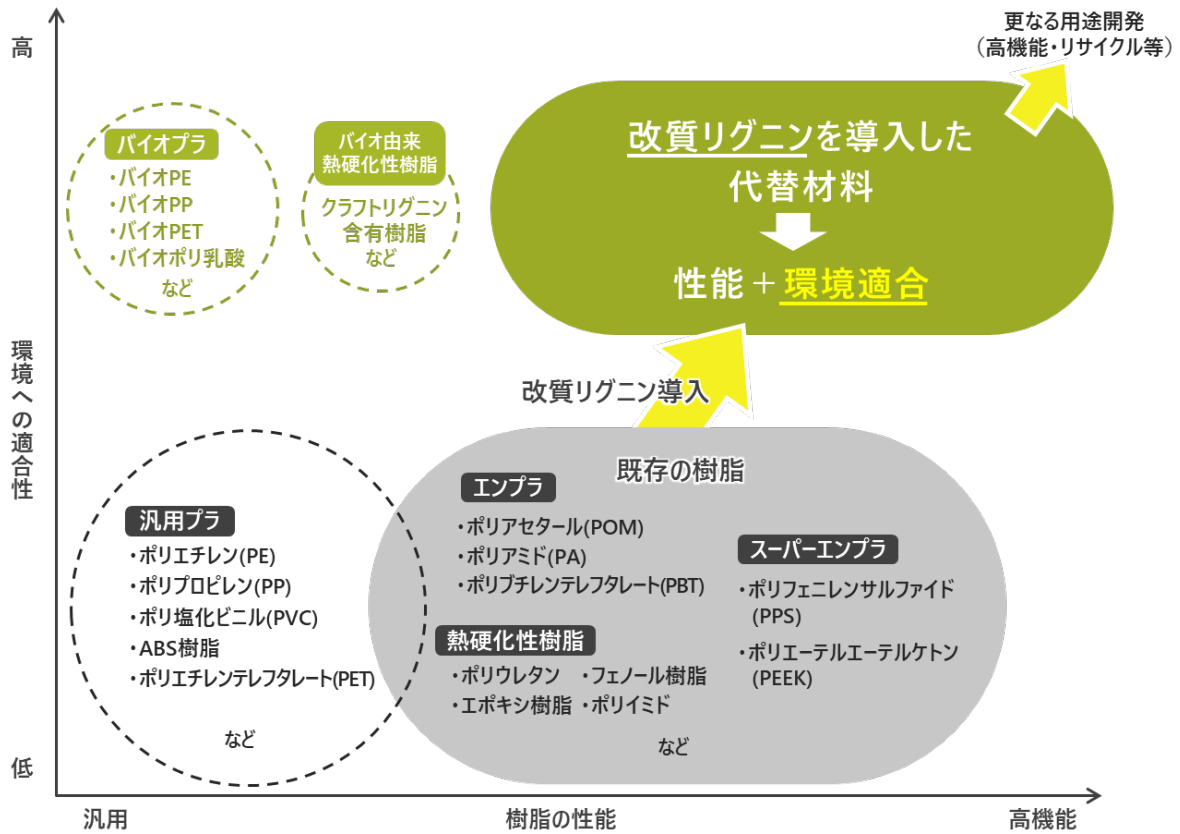 更なる用途開発
(高機能・リサイクル等)
高
環境への適合性
低
バイオプラ
・バイオPE
・バイオPP
・バイオPET
・バイオポリ乳酸
など
バイオ由来
熱硬化性樹脂
クラフトリグニン
含有樹脂
など
改質リグニンを導入した
代替材料
性能+環境適合
改質リグニン導入
既存の樹脂
汎用プラ
・ポリエチレン(PE)
・ポリプロピレン(PP)
・ポリ塩化ビニル(PVC)
・ABS樹脂
・ポリエチレンテレフタレート(PET)
など
エンプラ
・ポリアセタール(POM)
・ポリアミド(PA)
・ポリブチレンテレフタレート(PBT)
スーパーエンプラ
・ポリフェニレンサルファイド
(PPS)
・ポリエーテルエーテルケトン
(PEEK)
熱硬化性樹脂
・ポリウレタン ・フェノール樹脂
・エポキシ樹脂 ・ポリイミド
など
汎用
樹脂の性能
高機能